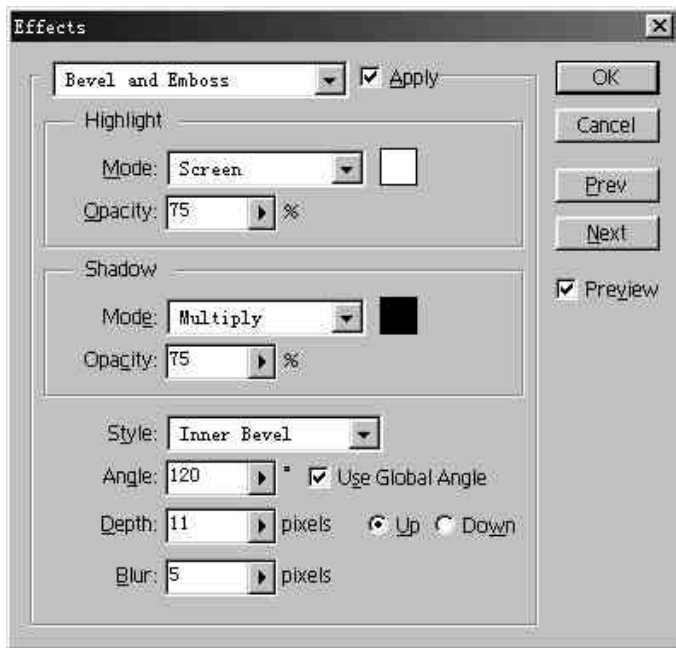 Effects
Bevel and Emboss Apply OK
Highlight
Cancel
Mode: Screen
Prev
Opacity: 75 %
Next
Shadow
Preview
Mode: Multiply
Opacity: 75 %
Style: Inner Bevel
Angle: 120 ° Use Global Angle
Depth: 11 pixels Up Down
Blur: 5 pixels